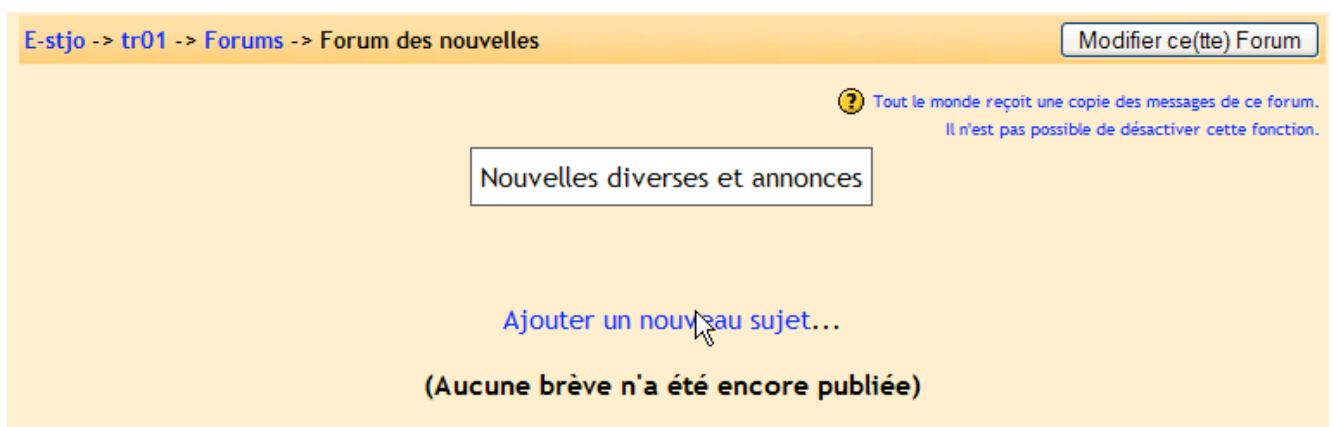 E-stjo -> tr01 -> Forums -> Forum des nouvelles
Modifier ce(tte) Forum
? Tout le monde reçoit une copie des messages de ce forum.
Il n'est pas possible de désactiver cette fonction.
Nouvelles diverses et annonces
Ajouter un nouveau sujet...
(Aucune brève n'a été encore publiée)